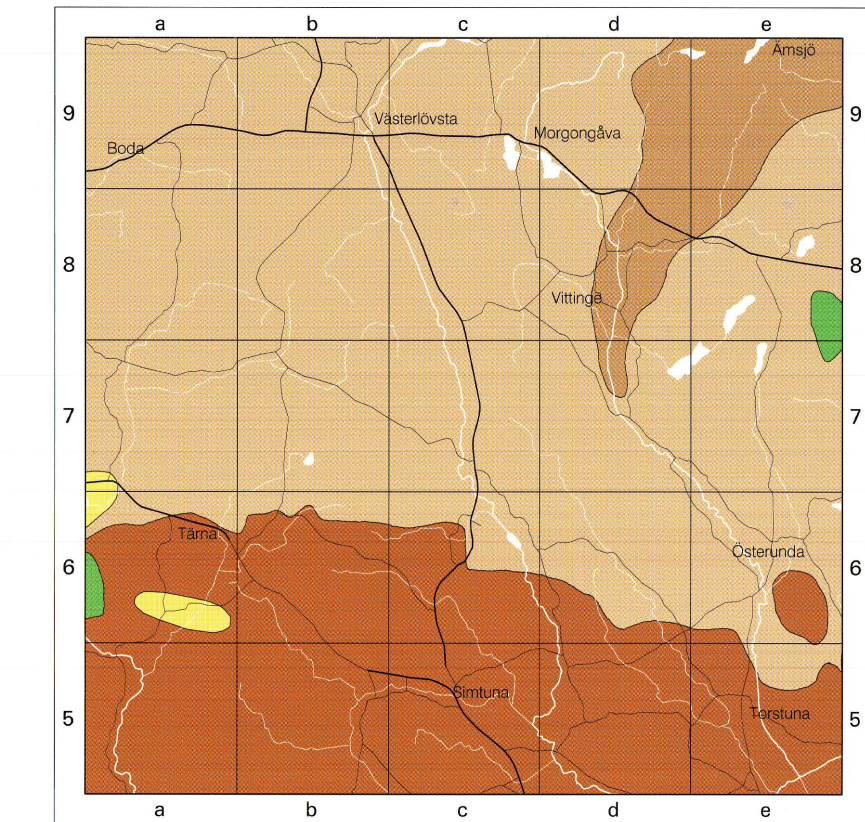 a b c d e
Ämsjö
9 9
Västerlövsta
Morgongåva
Boda
8 8
Vittinge
7 7
Tärna
Österunda
6 6
Simtuna
Torstuna
5 5
a b c d e